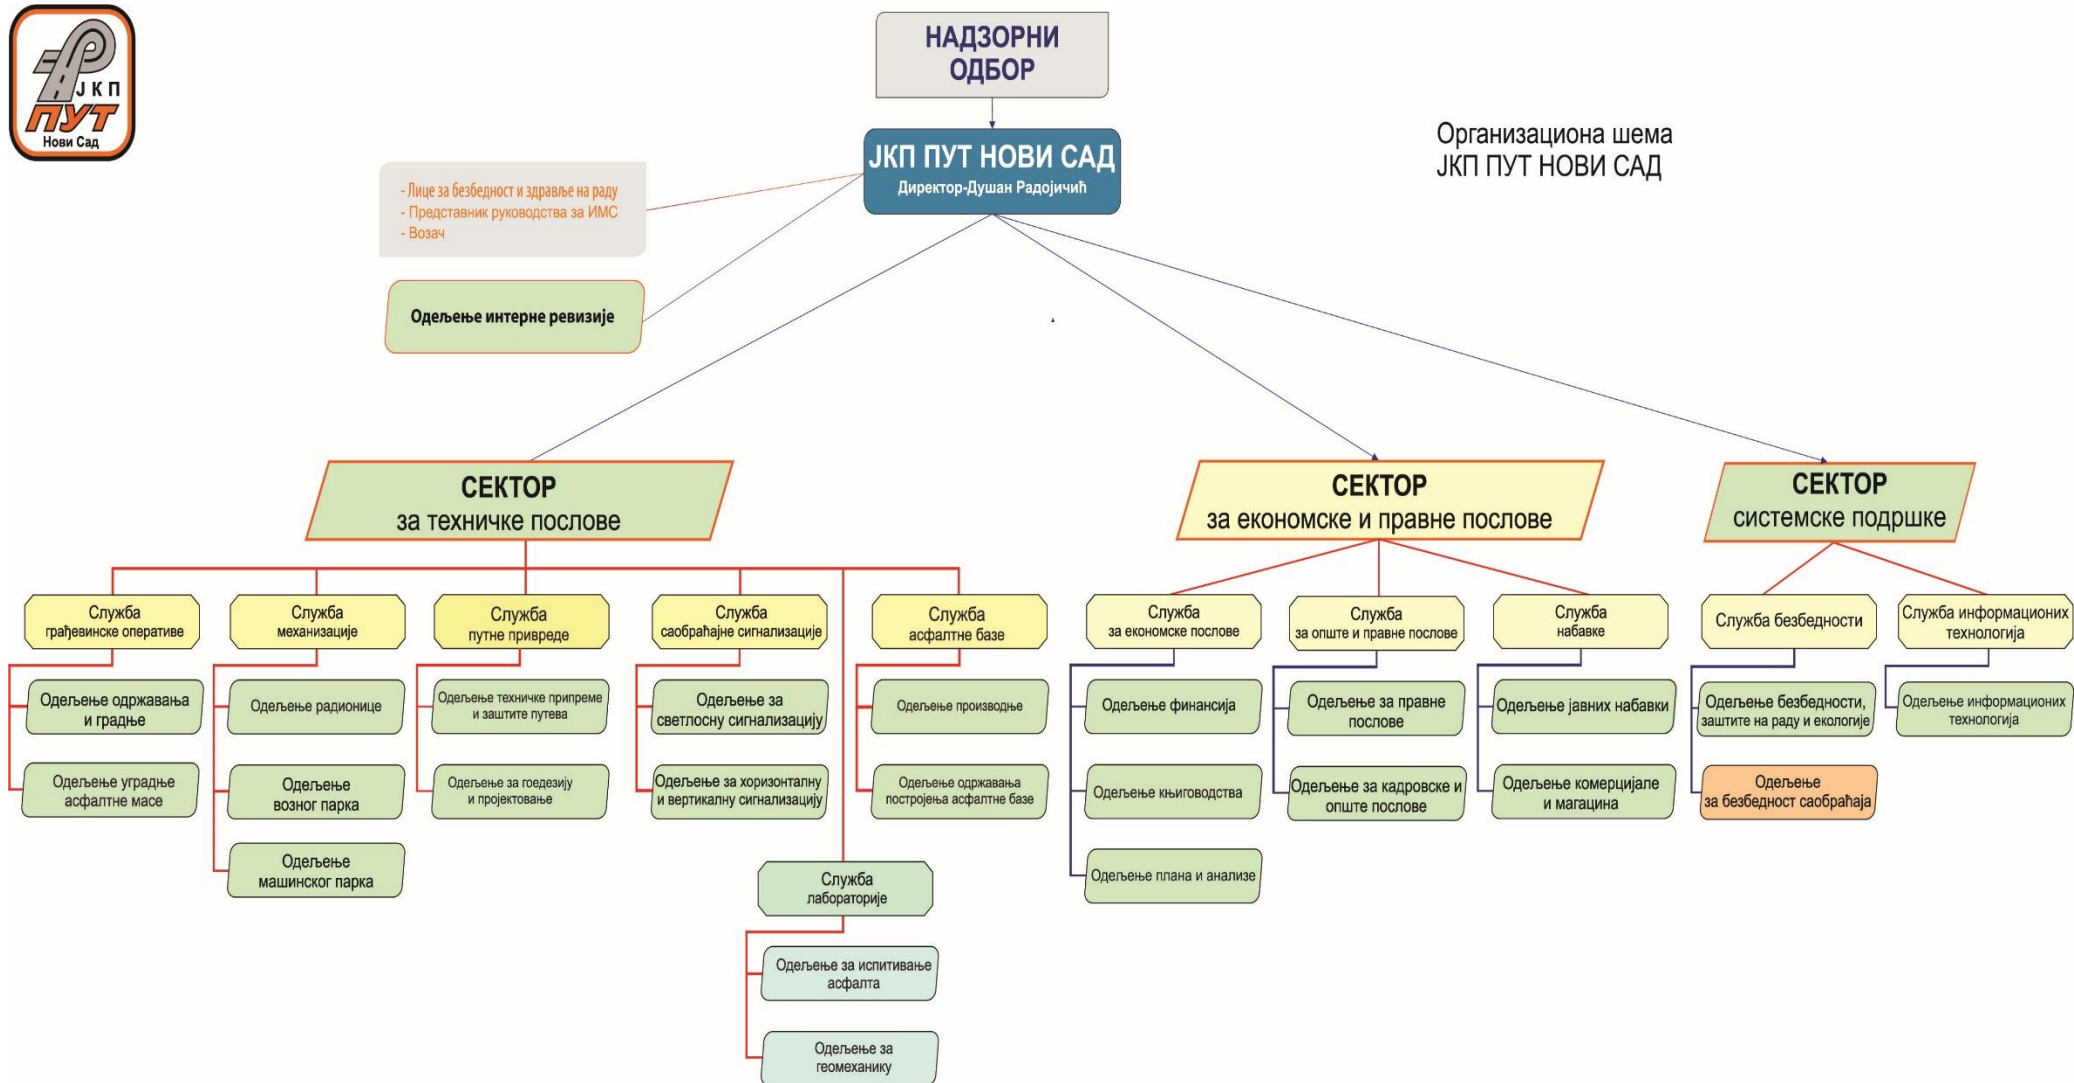 ЈКП
ПУТ
Нови Сад
НАДЗОРНИ
ОДБОР
ЈКП ПУТ НОВИ САД
Директор-Душан Радојичић
Организациона шема
ЈКП ПУТ НОВИ САД
- Лице за безбедност и здравље на раду
- Представник руководства за ИМС
- Возач
Одељење интерне ревизије
СЕКТОР
за техничке послове
СЕКТОР
за економске и правне послове
СЕКТОР
системске подршке
Служба
грађевинске оперативе
Служба
механизације
Служба
путне привреде
Служба
саобраћајне сигнализације
Служба
асфалтне базе
Служба
за економске послове
Служба
за опште и правне послове
Служба
набавке
Служба безбедности
Служба информационих
технологија
Одељење одржавања
и градње
Одељење радионице
Одељење техничке припреме
и заштите путева
Одељење за
светлосну сигнализацију
Одељење производње
Одељење финансија
Одељење за правне
послове
Одељење јавних набавки
Одељење безбедности,
заштите на раду и екологије
Одељење информационих
технологија
Одељење уградње
асфалтне масе
Одељење
возног парка
Одељење за гоедезију
и пројектовање
Одељење за хоризонталну
и вертикалну сигнализацију
Одељење одржавања
постројења асфалтне базе
Одељење књиговодства
Одељење за кадровске и
опште послове
Одељење комерцијале
и магацина
Одељење
за безбедност саобраћаја
Одељење
машинског парка
Служба
лабораторије
Одељење плана и анализе
Одељење за испитивање
асфалта
Одељење за
геомеханику